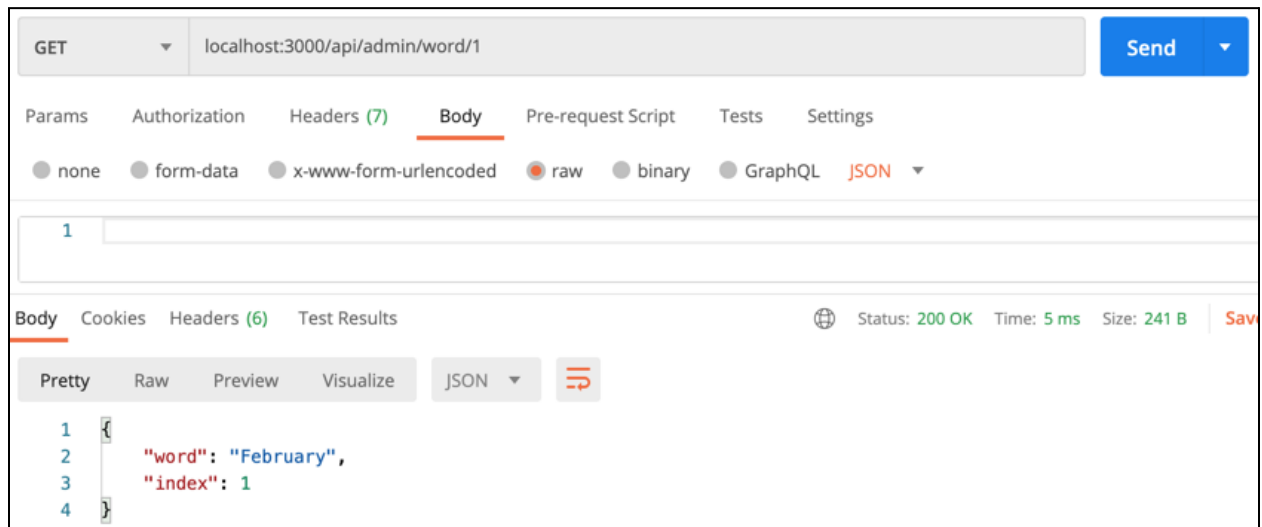 GET localhost:3000/api/admin/word/1 Send
Params Authorization Headers (7) Body Pre-request Script Tests Settings
none form-data x-www-form-urlencoded raw binary GraphQL JSON
1
Body Cookies Headers (6) Test Results Status: 200 OK Time: 5 ms Size: 241 B Save
Pretty Raw Preview Visualize JSON
1 {
2 "word": "February",
3 "index": 1
4 }